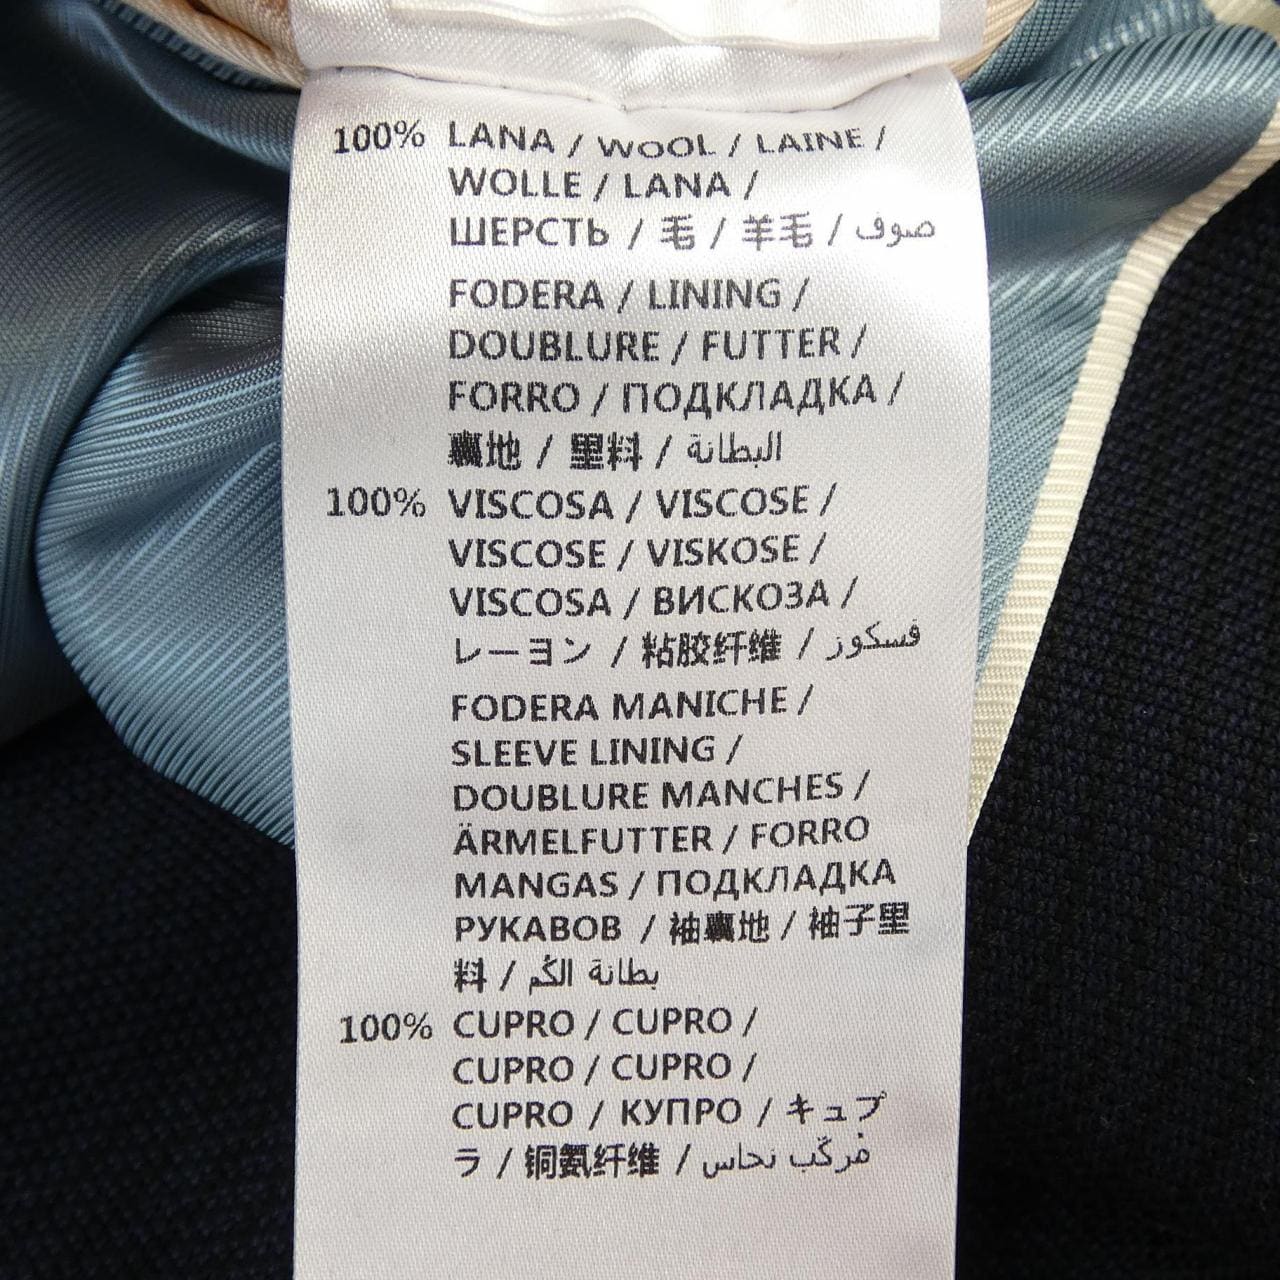 100% LANA / WOOL / LAINE /
WOLLE / LANA /
ШЕРСТЬ / 毛 / 羊毛 / صوف
FODERA / LINING /
DOUBLURE / FUTTER /
FORRO / ПОДКЛАДКА /
裏地 / 里料 / البطانة
100% VISCOSA / VISCOSE /
VISCOSE / VISKOSE /
VISCOSA / ВИСКОЗА /
レーヨン / 粘胶纤维 / فسكوز
FODERA MANICHE /
SLEEVE LINING /
DOUBLURE MANCHES /
ÄRMELFUTTER / FORRO
MANGAS / ПОДКЛАДКА
РУКАВОВ / 袖裏地 / 袖子里
料 / بطانة الكُم
100% CUPRO / CUPRO /
CUPRO / CUPRO /
CUPRO / КУПРО / キュプ
ラ / 铜氨纤维 / مُركّب نحاس